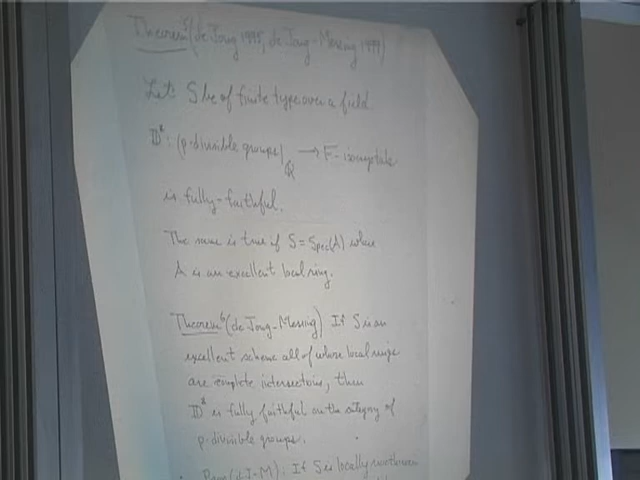 Theorem (de Jong 1995, de Jong-Messing 1999)
Let: S be of finite type over a field
𝔻: (p-divisible groups)_ℚ → F-isocrystals
is fully-faithful.
The same is true if S = Spec(A) where
A is an excellent local ring.
Theorem⁶ (de Jong-Messing) If S is an
excellent scheme all of whose local rings
are complete intersections, then
𝔻 is fully faithful on the category of
p-divisible groups.
(d J-M): If S is locally